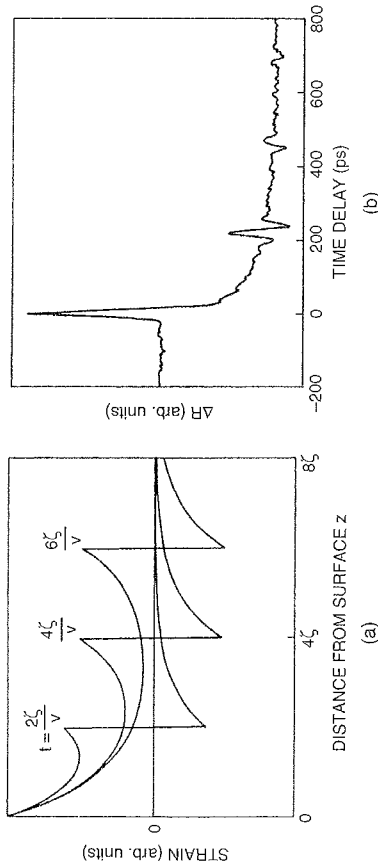 STRAIN (arb. units)
0
t = 2ζ/v
4ζ/v
6ζ/v
0
4ζ
8ζ
DISTANCE FROM SURFACE z
(a)
ΔR (arb. units)
−200
0
200
400
600
800
TIME DELAY (ps)
(b)